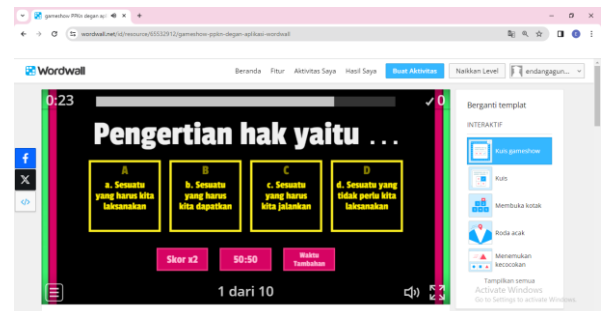 gameshow PPKn degan apl
wordwall.net/id/resource/65532912/gameshow-ppkn-degan-aplikasi-wordwall
Wordwall
Beranda Fitur Aktivitas Saya Hasil Saya Buat Aktivitas Naikkan Level endangagun...
0:23
✓0
Pengertian hak yaitu ...
A
a. Sesuatu
yang harus kita
laksanakan
B
b. Sesuatu
yang harus
kita dapatkan
C
c. Sesuatu
yang harus
kita jalankan
D
d. Sesuatu yang
tidak perlu kita
laksanakan
Skor x2
50:50
Waktu
Tambahan
1 dari 10
Berganti templat
INTERAKTIF
Kuis gameshow
Kuis
Membuka kotak
Roda acak
Menemukan
kecocokan
Tampilkan semua
Activate Windows
Go to Settings to activate Windows